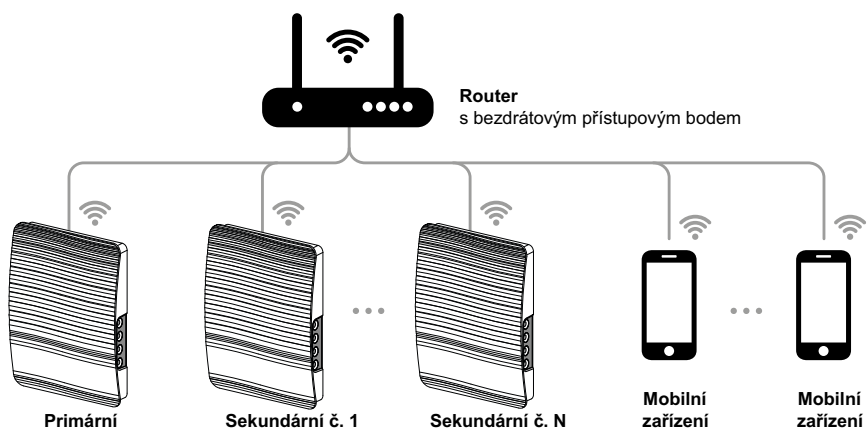 Router
s bezdrátovým přístupovým bodem
Primární
Sekundární č. 1
Sekundární č. N
Mobilní
zařízení
Mobilní
zařízení